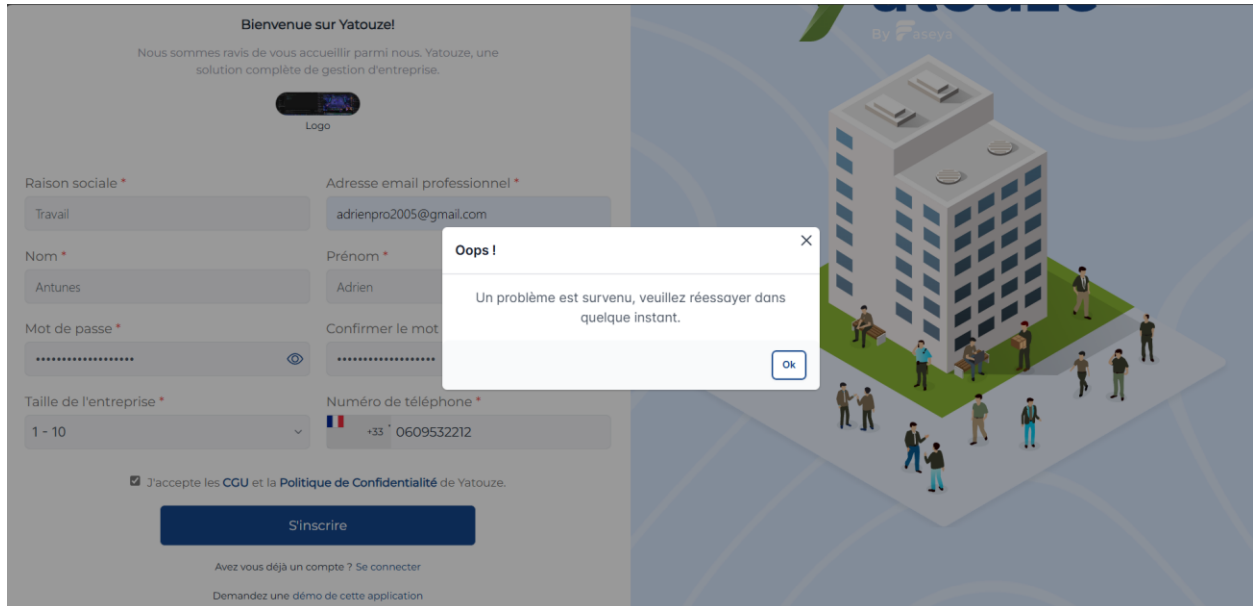 Bienvenue sur Yatouze!
Nous sommes ravis de vous accueillir parmi nous. Yatouze, une
solution complète de gestion d'entreprise.
Logo
Raison sociale *
Adresse email professionnel *
Travail
adrienpro2005@gmail.com
Nom *
Prénom *
Antunes
Adrien
Mot de passe *
Confirmer le mot
•••••••••••••••••••
•••••••••••••••••••
Taille de l'entreprise *
Numéro de téléphone *
1 - 10
+33 0609532212
J'accepte les CGU et la Politique de Confidentialité de Yatouze.
S'inscrire
Avez vous déjà un compte ? Se connecter
Demandez une démo de cette application
Oops !
Un problème est survenu, veuillez réessayer dans
quelque instant.
Ok
Yatouze
By Faseya